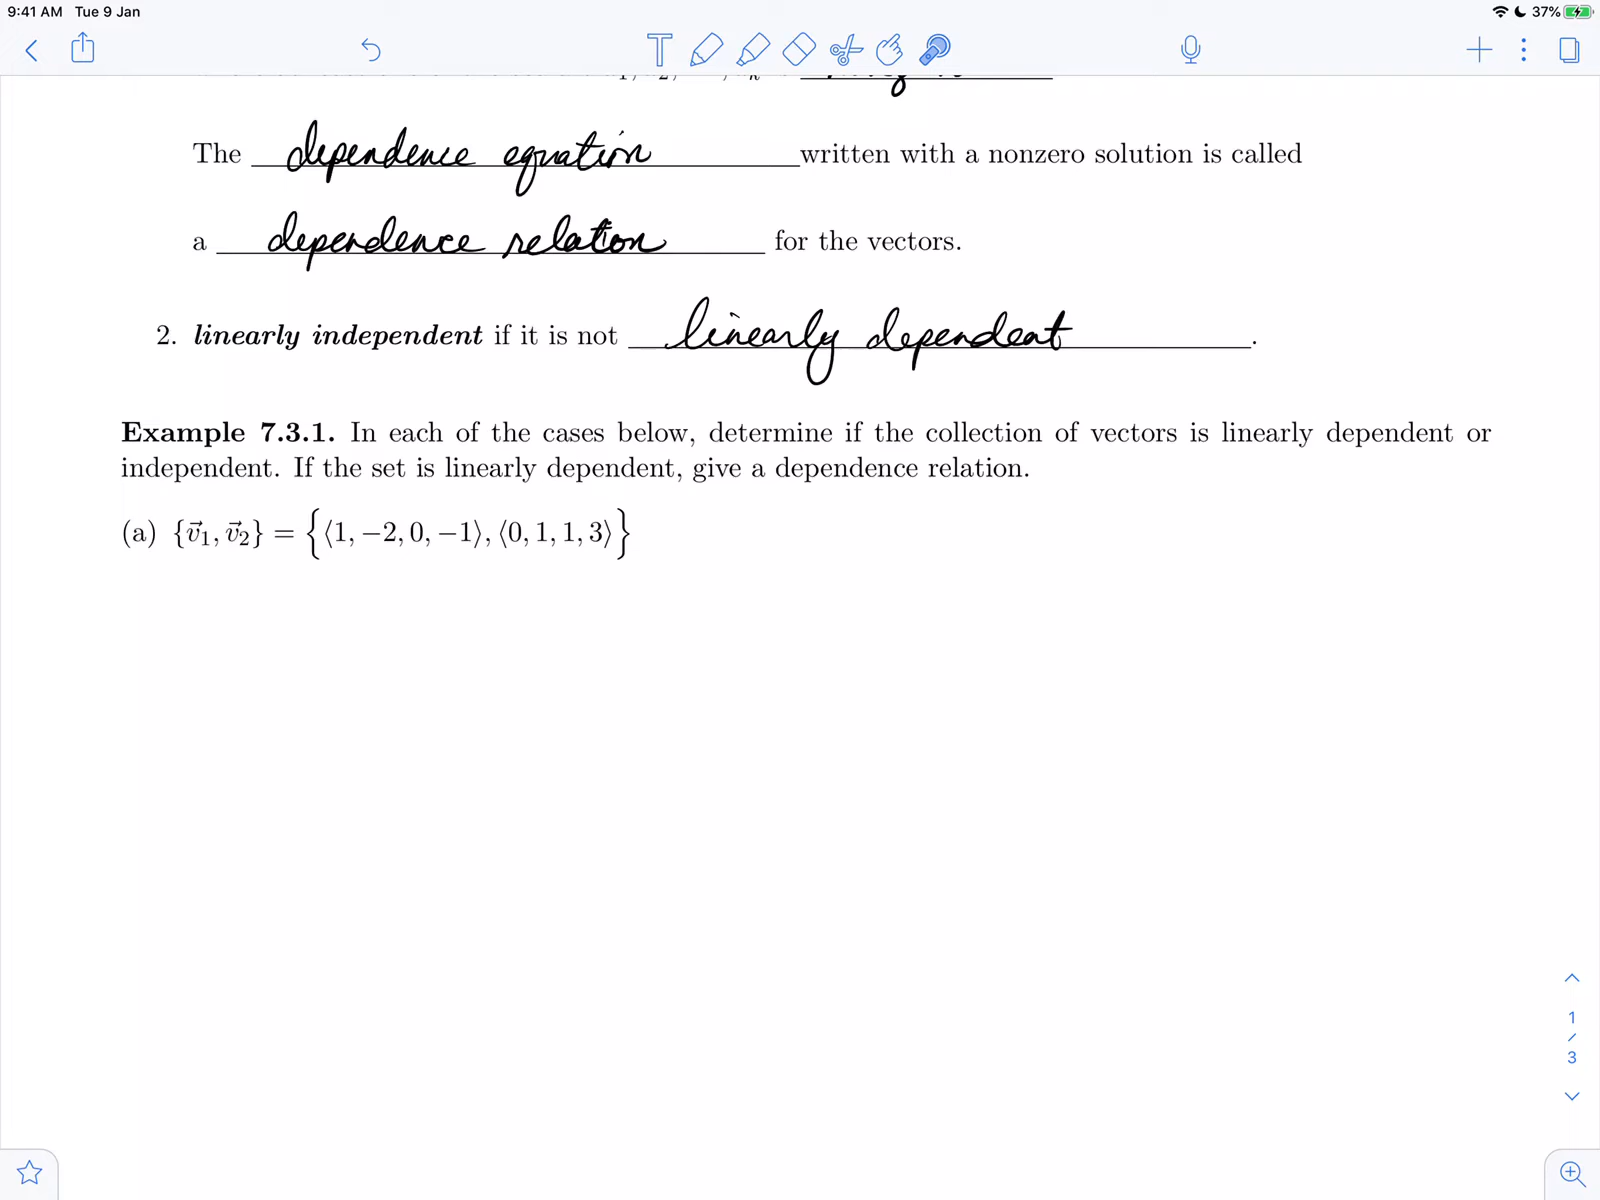 9:41 AM Tue 9 Jan
37%
The dependence equation written with a nonzero solution is called
a dependence relation for the vectors.
2. linearly independent if it is not linearly dependent.
Example 7.3.1. In each of the cases below, determine if the collection of vectors is linearly dependent or
independent. If the set is linearly dependent, give a dependence relation.
(a) {v⃗₁, v⃗₂} = {⟨1, −2, 0, −1⟩, ⟨0, 1, 1, 3⟩}
1
/
3